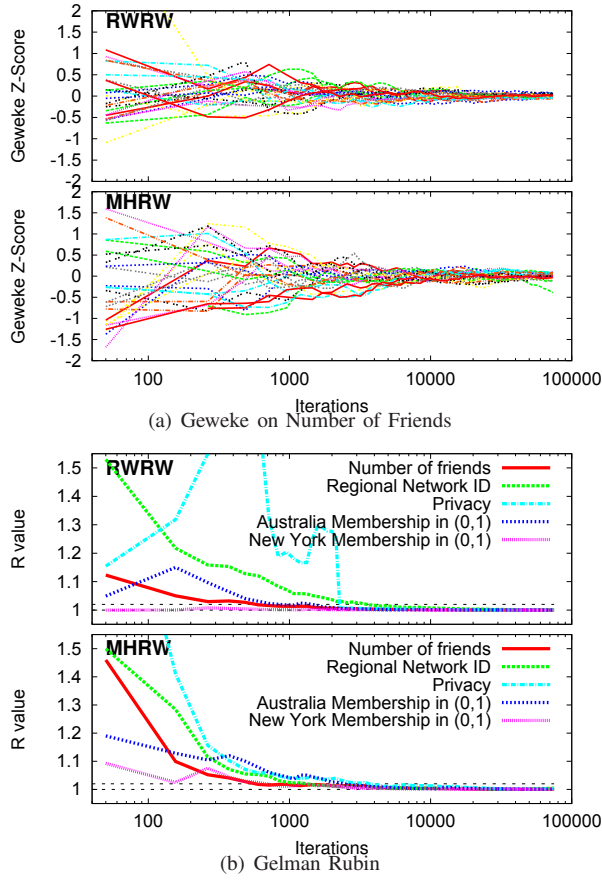 RWRW
Geweke Z-Score
2
1.5
1
0.5
0
-0.5
-1
-1.5
-2
MHRW
Geweke Z-Score
2
1.5
1
0.5
0
-0.5
-1
-1.5
-2
100 1000 10000 100000
Iterations
(a) Geweke on Number of Friends
RWRW
R value
1.5
1.4
1.3
1.2
1.1
1
Number of friends
Regional Network ID
Privacy
Australia Membership in (0,1)
New York Membership in (0,1)
MHRW
R value
1.5
1.4
1.3
1.2
1.1
1
Number of friends
Regional Network ID
Privacy
Australia Membership in (0,1)
New York Membership in (0,1)
100 1000 10000 100000
Iterations
(b) Gelman Rubin